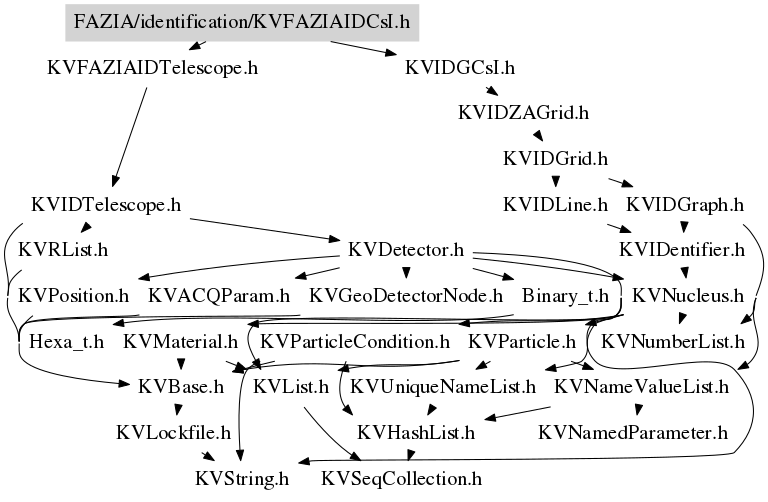 FAZIA/identification/KVFAZIAIDCsI.h
KVFAZIAIDTelescope.h
KVIDGCsI.h
KVIDZAGrid.h
KVIDGrid.h
KVIDTelescope.h
KVIDLine.h
KVIDGraph.h
KVRList.h
KVDetector.h
KVIDentifier.h
KVPosition.h
KVACQParam.h
KVGeoDetectorNode.h
Binary_t.h
KVNucleus.h
Hexa_t.h
KVMaterial.h
KVParticleCondition.h
KVParticle.h
KVNumberList.h
KVBase.h
KVList.h
KVUniqueNameList.h
KVNameValueList.h
KVLockfile.h
KVHashList.h
KVNamedParameter.h
KVString.h
KVSeqCollection.h